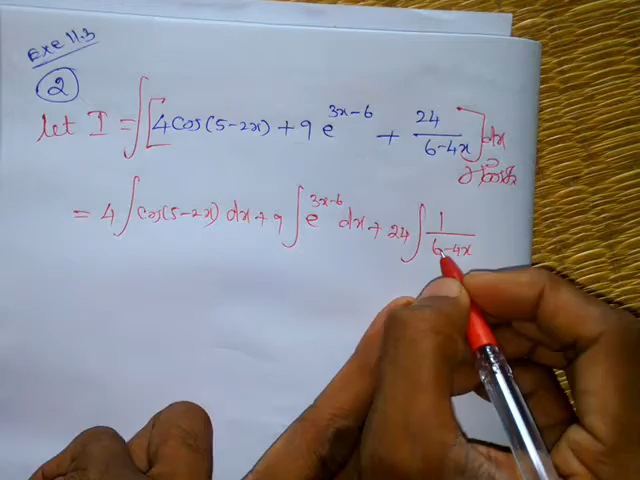 Exe 11.3
2
let I = ∫[4cos(5-2x) + 9e^{3x-6} + 24/(6-4x)]dx
= 4∫cos(5-2x) dx + 9∫e^{3x-6} dx + 24∫1/(6-4x)